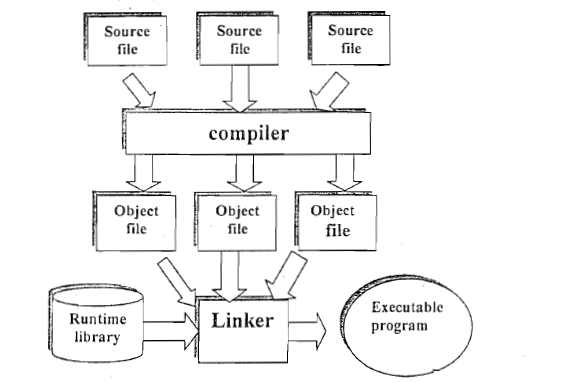 Source
file
Source
file
Source
file
compiler
Object
file
Object
file
Object
file
Runtime
library
Linker
Executable
program